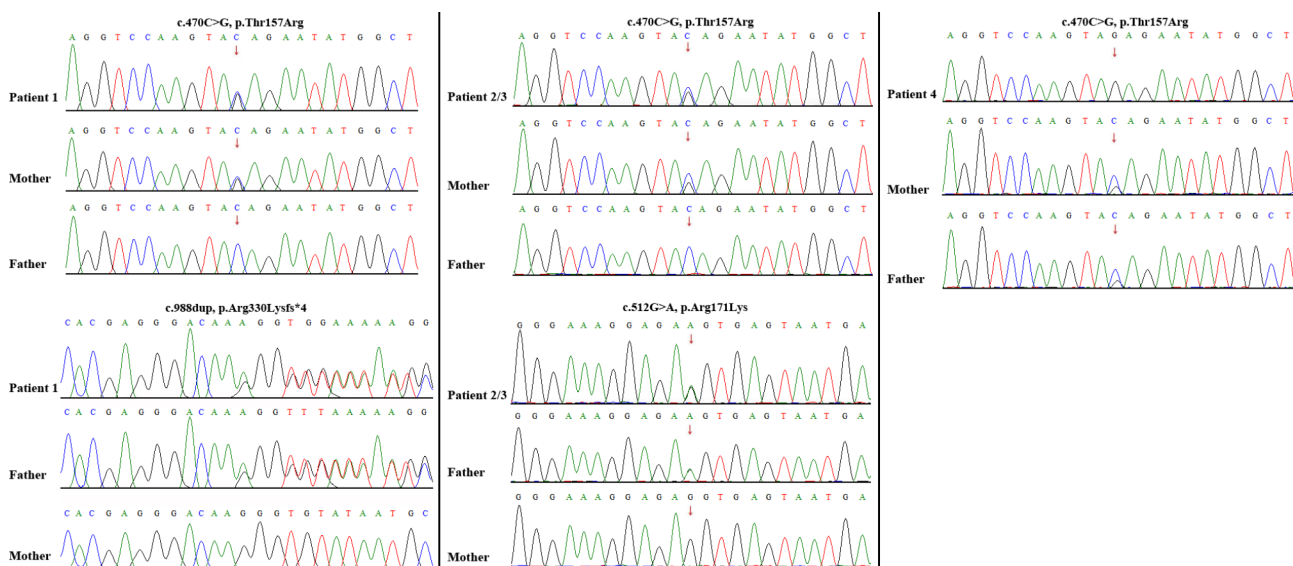 c.470C>G, p.Thr157Arg
A G G T C C A A G T A C A G A A T A T G G C T
Patient 1
A G G T C C A A G T A C A G A A T A T G G C T
Mother
A G G T C C A A G T A C A G A A T A T G G C T
Father
c.988dup, p.Arg330Lysfs*4
C A C G A G G G A C A A A G G T G G A A A A A G G
Patient 1
C A C G A G G G A C A A A G G T T T A A A A A G G
Father
C A C G A G G G A C A A G G G T G T A T A A T G C
Mother
c.470C>G, p.Thr157Arg
A G G T C C A A G T A C A G A A T A T G G C T
Patient 2/3
A G G T C C A A G T A C A G A A T A T G G C T
Mother
A G G T C C A A G T A C A G A A T A T G G C T
Father
c.512G>A, p.Arg171Lys
G G G A A A G G A G A A G T G A G T A A T G A
Patient 2/3
G G G A A A G G A G A A G T G A G T A A T G A
Father
G G G A A A G G A G A G G T G A G T A A T G A
Mother
c.470C>G, p.Thr157Arg
A G G T C C A A G T A G A G A A T A T G G C T
Patient 4
A G G T C C A A G T A C A G A A T A T G G C T
Mother
A G G T C C A A G T A C A G A A T A T G G C T
Father